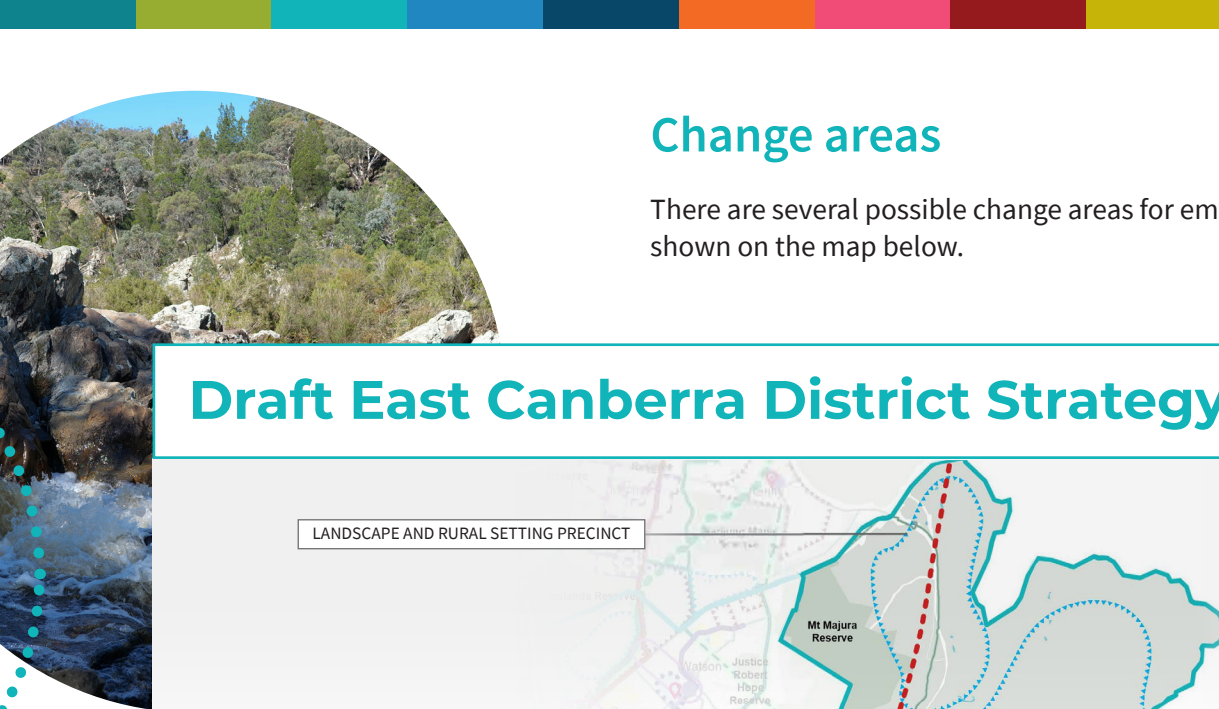 Change areas
There are several possible change areas for em
shown on the map below.
Draft East Canberra District Strategy
LANDSCAPE AND RURAL SETTING PRECINCT
Mt Majura
Reserve
Watson
Justice
Robert
Hope
Reserve
Reserve